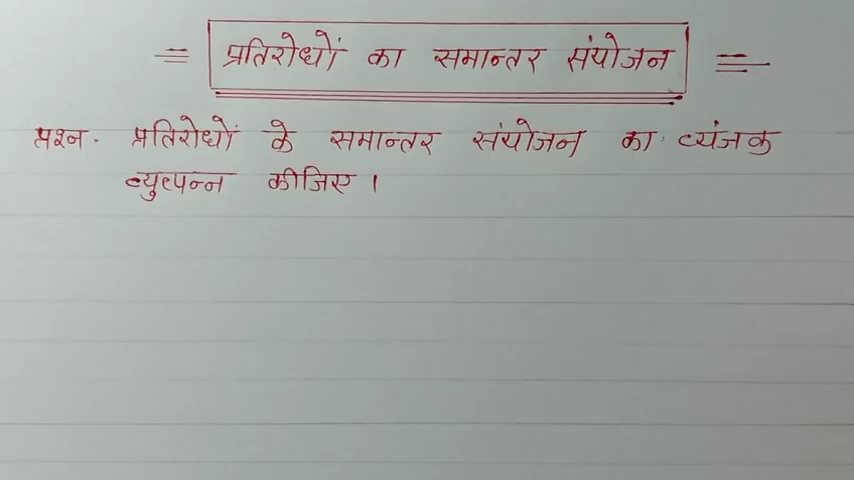 प्रतिरोधों का समान्तर संयोजन
प्रश्न. प्रतिरोधों के समान्तर संयोजन का व्यंजक
व्युत्पन्न कीजिए।